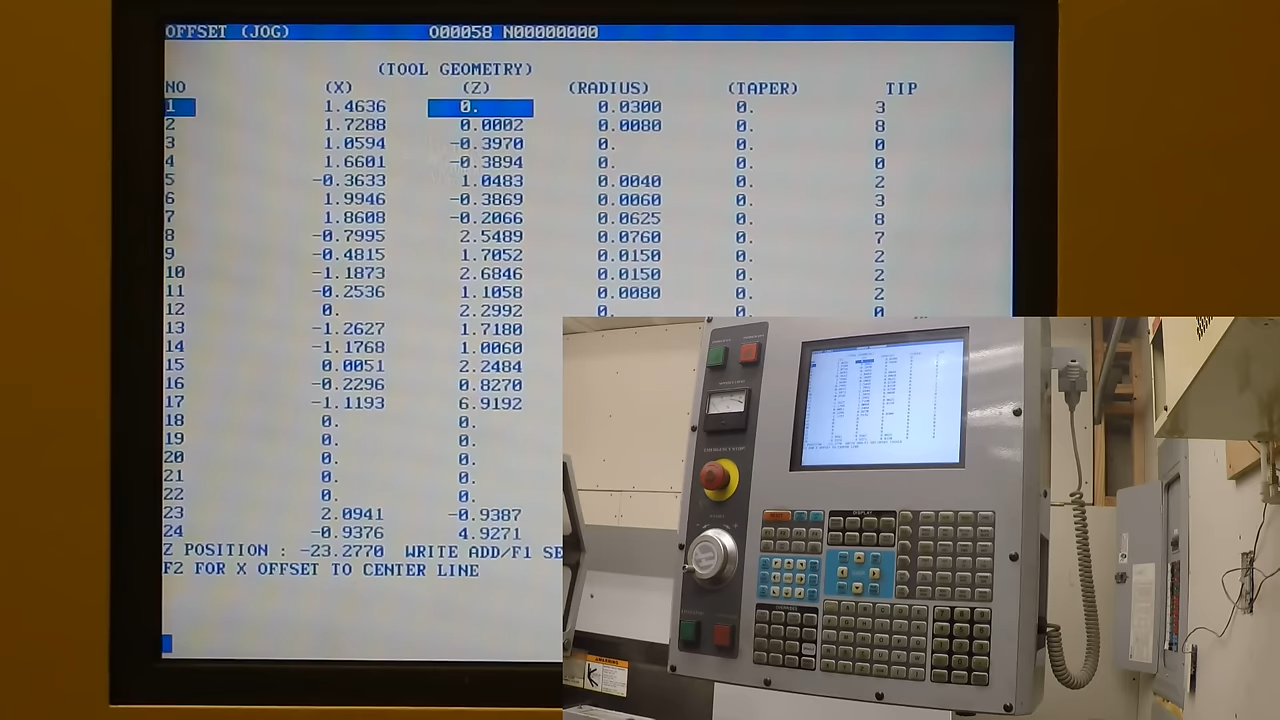 OFFSET (JOG) O00058 N00000000
(TOOL GEOMETRY)
NO (X) (Z) (RADIUS) (TAPER) TIP
1 1.4636 0. 0.0300 0. 3
2 1.7288 0.0002 0.0080 0. 8
3 1.0594 -0.3970 0. 0. 0
4 1.6601 -0.3894 0. 0. 0
5 -0.3633 1.0483 0.0040 0. 2
6 1.9946 -0.3869 0.0060 0. 3
7 1.8608 -0.2066 0.0625 0. 8
8 -0.7995 2.5489 0.0760 0. 7
9 -0.4815 1.7052 0.0150 0. 2
10 -1.1873 2.6846 0.0150 0. 2
11 -0.2536 1.1058 0.0080 0. 2
12 0. 2.2992 0. 0. 0
13 -1.2627 1.7180
14 -1.1768 1.0060
15 0.0051 2.2484
16 -0.2296 0.8270
17 -1.1193 6.9192
18 0. 0.
19 0. 0.
20 0. 0.
21 0. 0.
22 0. 0.
23 2.0941 -0.9387
24 -0.9376 4.9271
Z POSITION : -23.2770 WRITE ADD/F1 SE
F2 FOR X OFFSET TO CENTER LINE
EMERGENCY STOP
DISPLAY
OVERRIDES
WARNING